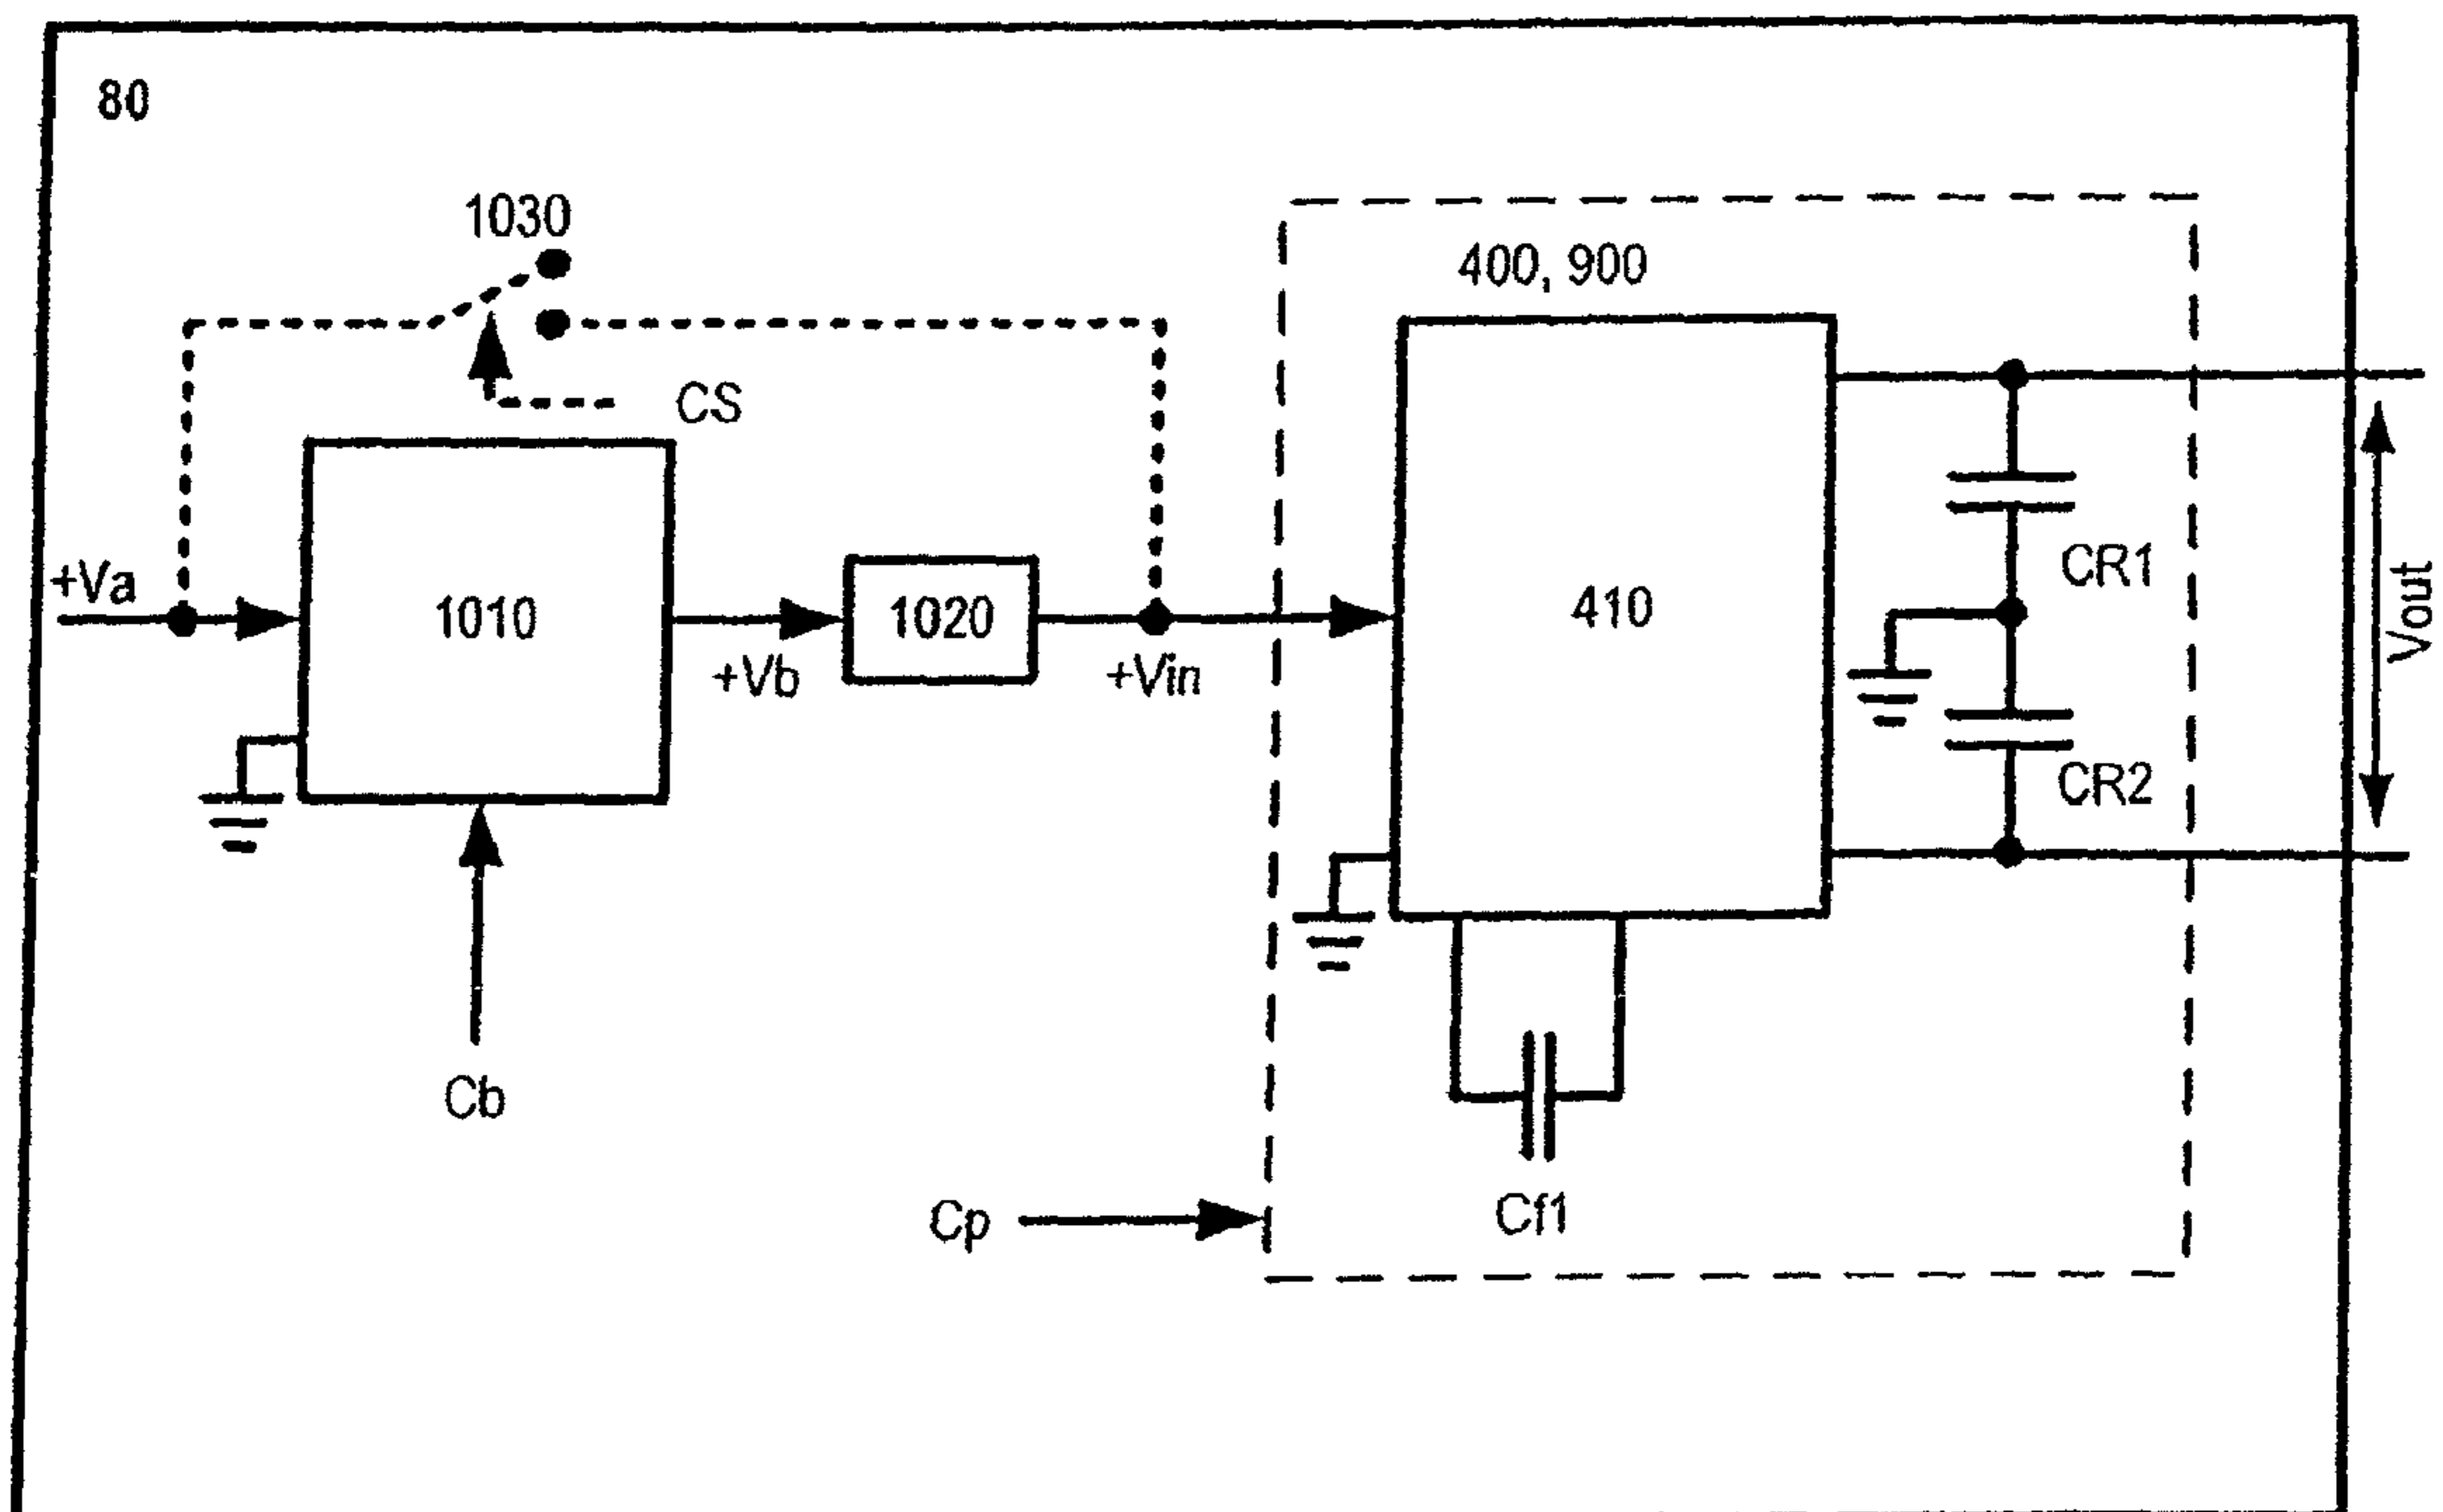 80
1030
400, 900
CS
+Va
1010
1020
410
CR1
Vout
+Vb
+Vin
CR2
Cb
Cp
Cf1